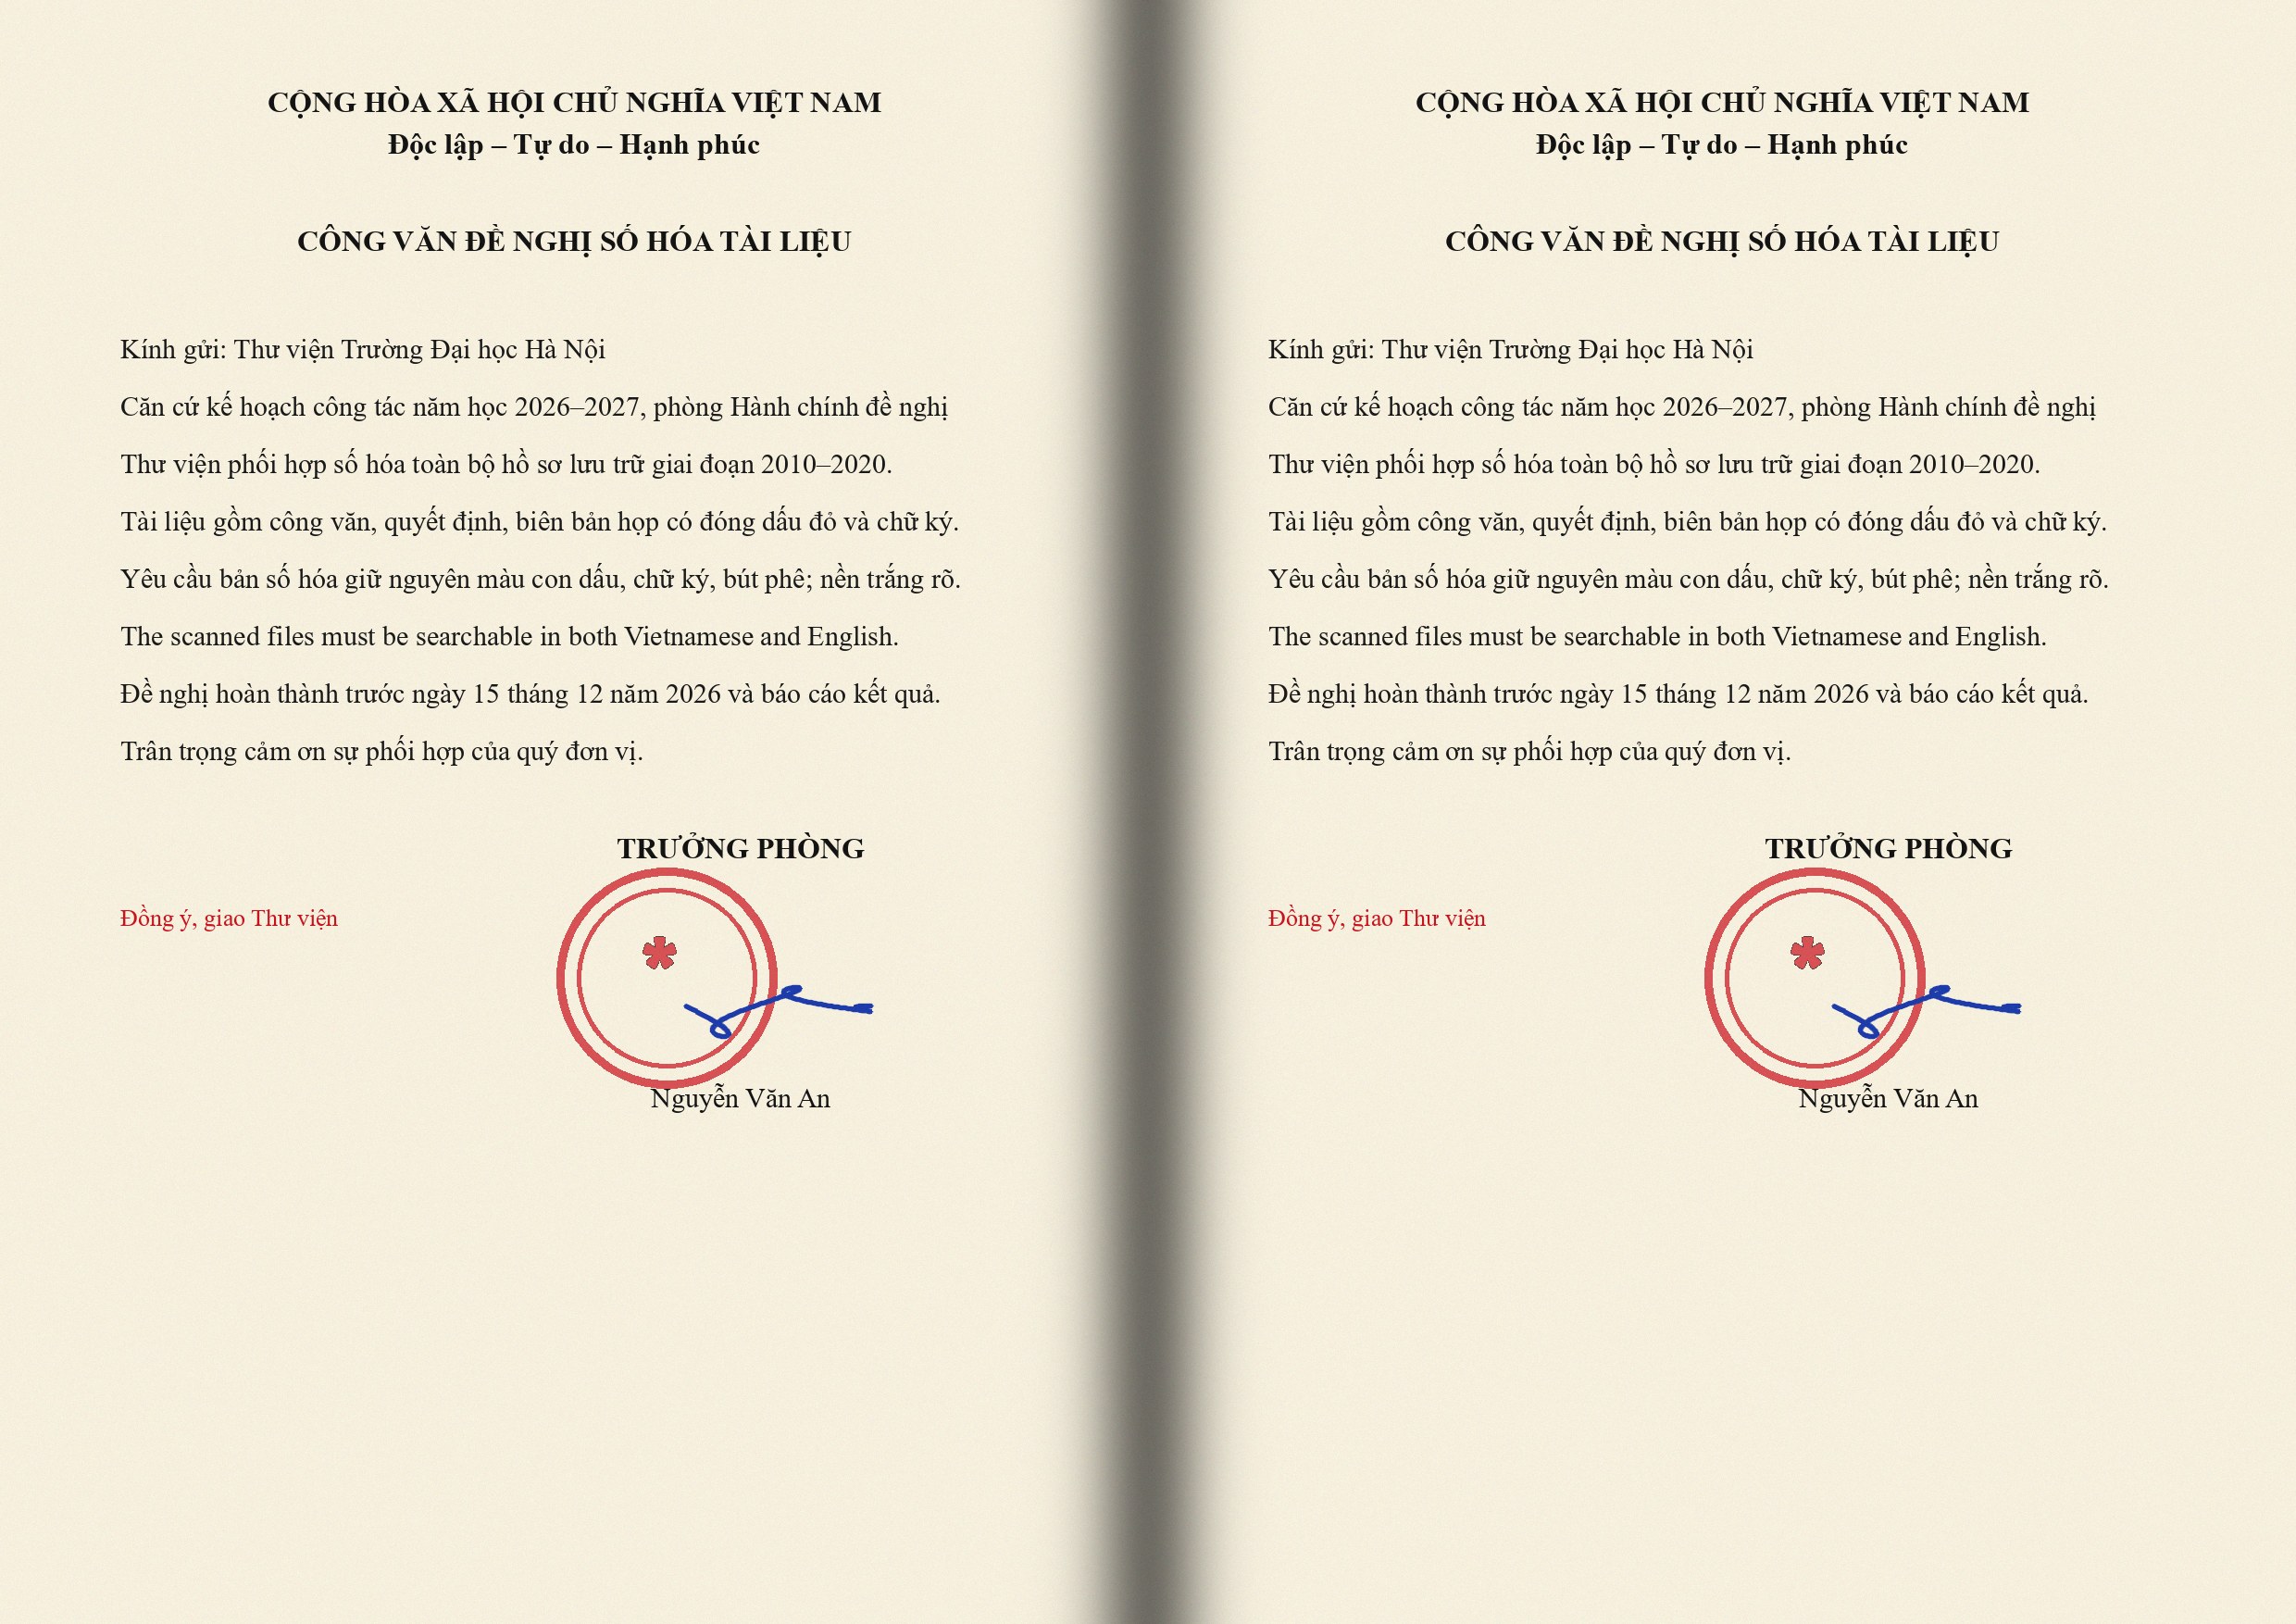 CỘNG HÒA XÃ HỘI CHỦ NGHĨA VIỆT NAM
Độc lập – Tự do – Hạnh phúc
CÔNG VĂN ĐỀ NGHỊ SỐ HÓA TÀI LIỆU
Kính gửi: Thư viện Trường Đại học Hà Nội
Căn cứ kế hoạch công tác năm học 2026–2027, phòng Hành chính đề nghị
Thư viện phối hợp số hóa toàn bộ hồ sơ lưu trữ giai đoạn 2010–2020.
Tài liệu gồm công văn, quyết định, biên bản họp có đóng dấu đỏ và chữ ký.
Yêu cầu bản số hóa giữ nguyên màu con dấu, chữ ký, bút phê; nền trắng rõ.
The scanned files must be searchable in both Vietnamese and English.
Đề nghị hoàn thành trước ngày 15 tháng 12 năm 2026 và báo cáo kết quả.
Trân trọng cảm ơn sự phối hợp của quý đơn vị.
TRƯỞNG PHÒNG
Đồng ý, giao Thư viện
Nguyễn Văn An
CỘNG HÒA XÃ HỘI CHỦ NGHĨA VIỆT NAM
Độc lập – Tự do – Hạnh phúc
CÔNG VĂN ĐỀ NGHỊ SỐ HÓA TÀI LIỆU
Kính gửi: Thư viện Trường Đại học Hà Nội
Căn cứ kế hoạch công tác năm học 2026–2027, phòng Hành chính đề nghị
Thư viện phối hợp số hóa toàn bộ hồ sơ lưu trữ giai đoạn 2010–2020.
Tài liệu gồm công văn, quyết định, biên bản họp có đóng dấu đỏ và chữ ký.
Yêu cầu bản số hóa giữ nguyên màu con dấu, chữ ký, bút phê; nền trắng rõ.
The scanned files must be searchable in both Vietnamese and English.
Đề nghị hoàn thành trước ngày 15 tháng 12 năm 2026 và báo cáo kết quả.
Trân trọng cảm ơn sự phối hợp của quý đơn vị.
TRƯỞNG PHÒNG
Đồng ý, giao Thư viện
Nguyễn Văn An